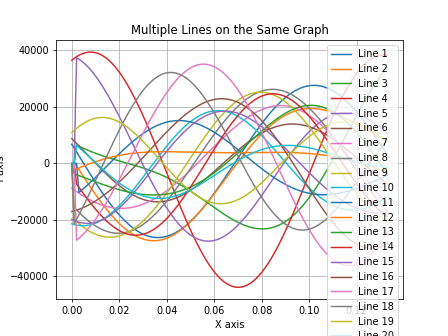 Multiple Lines on the Same Graph
40000
20000
0
−20000
−40000
0.00
0.02
0.04
0.06
0.08
0.10
X axis
Line 1
Line 2
Line 3
Line 4
Line 5
Line 6
Line 7
Line 8
Line 9
Line 10
Line 11
Line 12
Line 13
Line 14
Line 15
Line 16
Line 17
Line 18
Line 19
Line 20